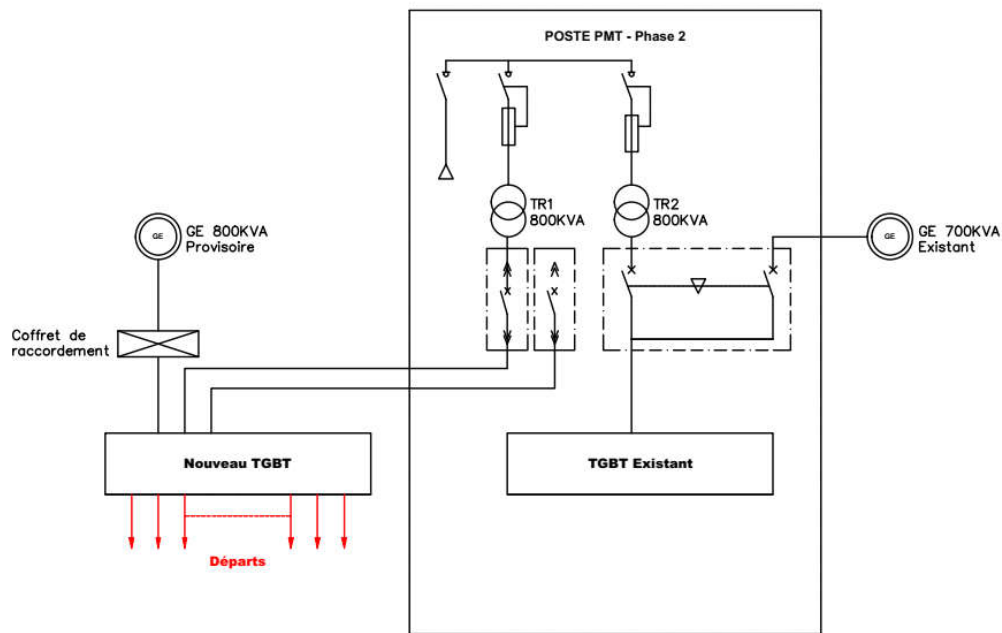 POSTE PMT - Phase 2
TR1
800KVA
TR2
800KVA
GE
GE 800KVA
Provisoire
GE
GE 700KVA
Existant
Coffret de
raccordement
Nouveau TGBT
TGBT Existant
Départs